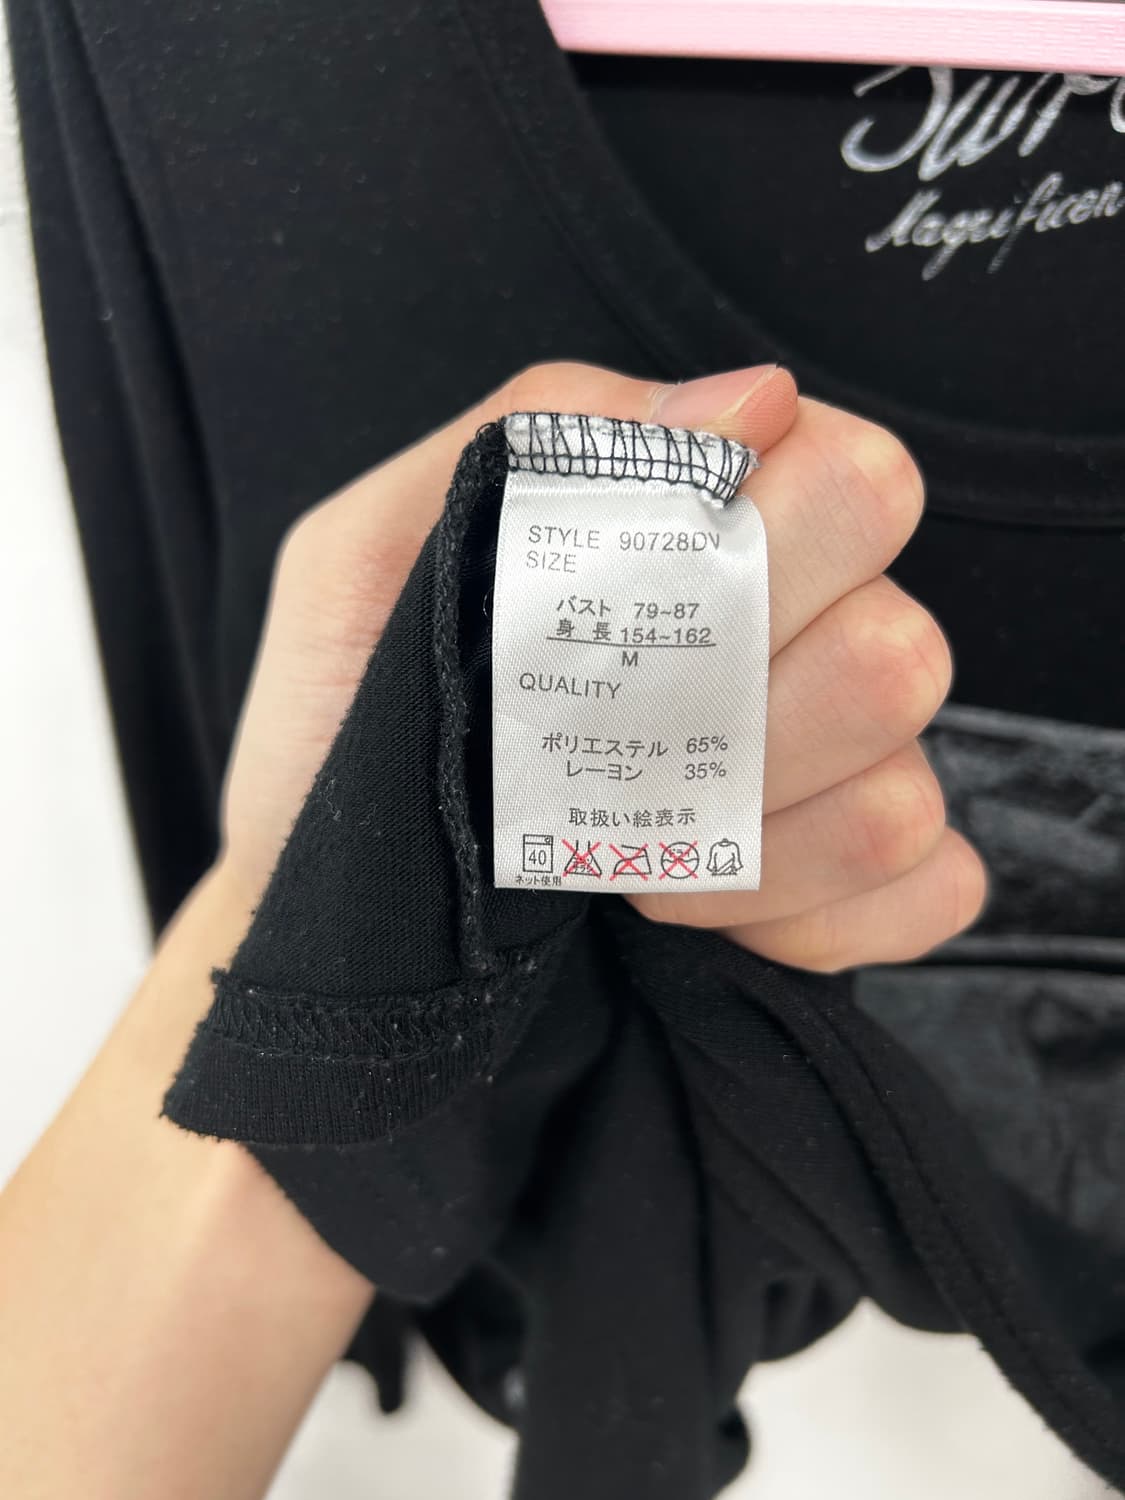 Magnificen
STYLE 90728DV
SIZE
バスト 79~87
身長 154~162
M
QUALITY
ポリエステル 65%
レーヨン 35%
取扱い絵表示
40
ネット使用